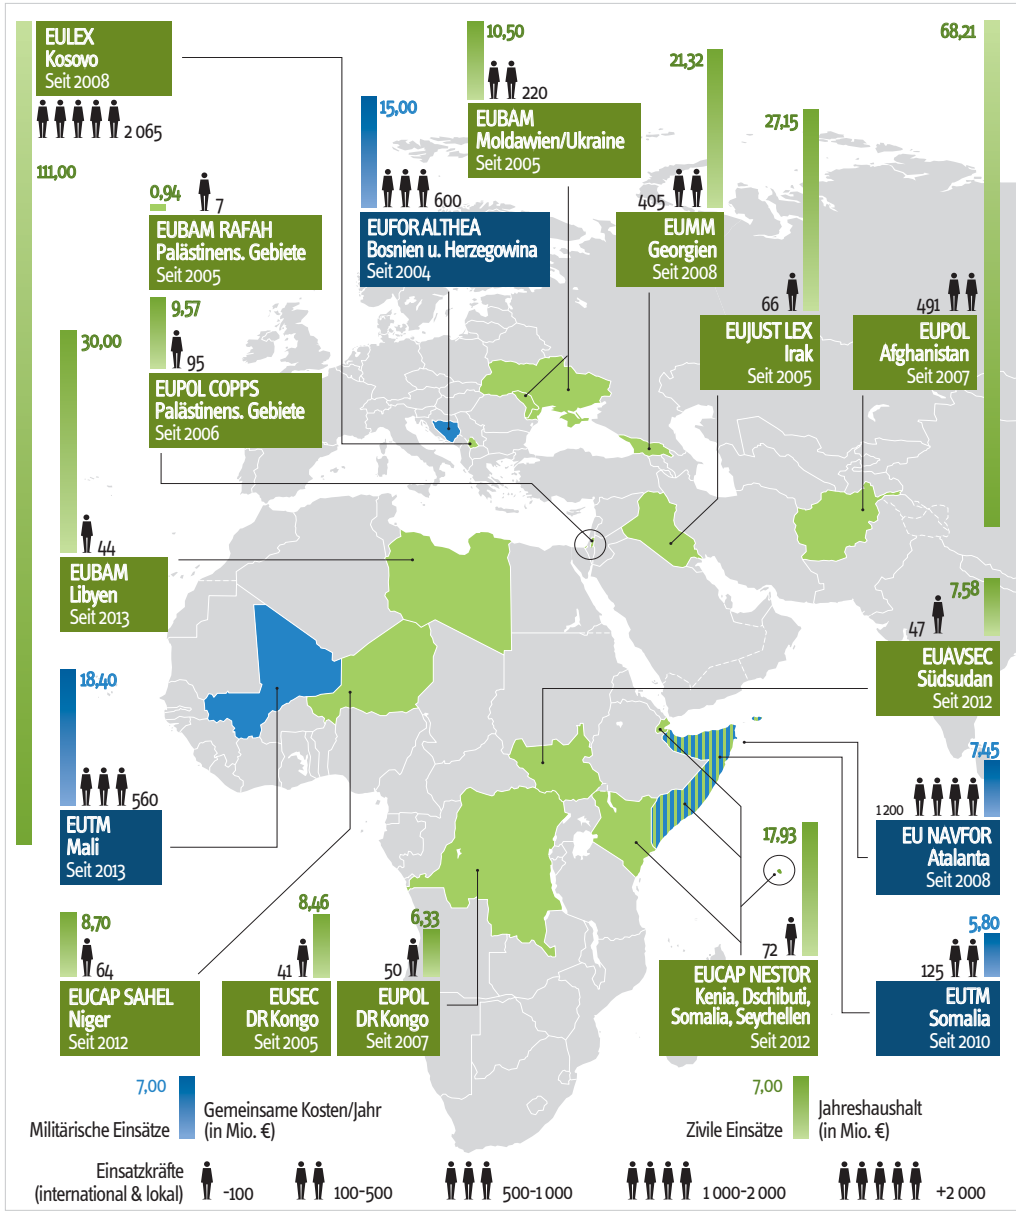 EULEX
Kosovo
Seit 2008
2 065
111,00
0,94
7
EUBAM RAFAH
Palästinens. Gebiete
Seit 2005
9,57
95
EUPOL COPPS
Palästinens. Gebiete
Seit 2006
15,00
600
EUFOR ALTHEA
Bosnien u. Herzegowina
Seit 2004
10,50
220
EUBAM
Moldawien/Ukraine
Seit 2005
21,32
405
EUMM
Georgien
Seit 2008
27,15
66
EUJUST LEX
Irak
Seit 2005
68,21
491
EUPOL
Afghanistan
Seit 2007
30,00
44
EUBAM
Libyen
Seit 2013
7,58
47
EUAVSEC
Südsudan
Seit 2012
18,40
560
EUTM
Mali
Seit 2013
7,45
1 200
EU NAVFOR
Atalanta
Seit 2008
8,70
64
EUCAP SAHEL
Niger
Seit 2012
8,46
41
EUSEC
DR Kongo
Seit 2005
6,33
50
EUPOL
DR Kongo
Seit 2007
17,93
72
EUCAP NESTOR
Kenia, Dschibuti,
Somalia, Seychellen
Seit 2012
5,80
125
EUTM
Somalia
Seit 2010
7,00
Militärische Einsätze
Gemeinsame Kosten/Jahr
(in Mio. €)
7,00
Zivile Einsätze
Jahreshaushalt
(in Mio. €)
Einsatzkräfte
(international & lokal)
-100
100-500
500-1 000
1 000-2 000
+2 000